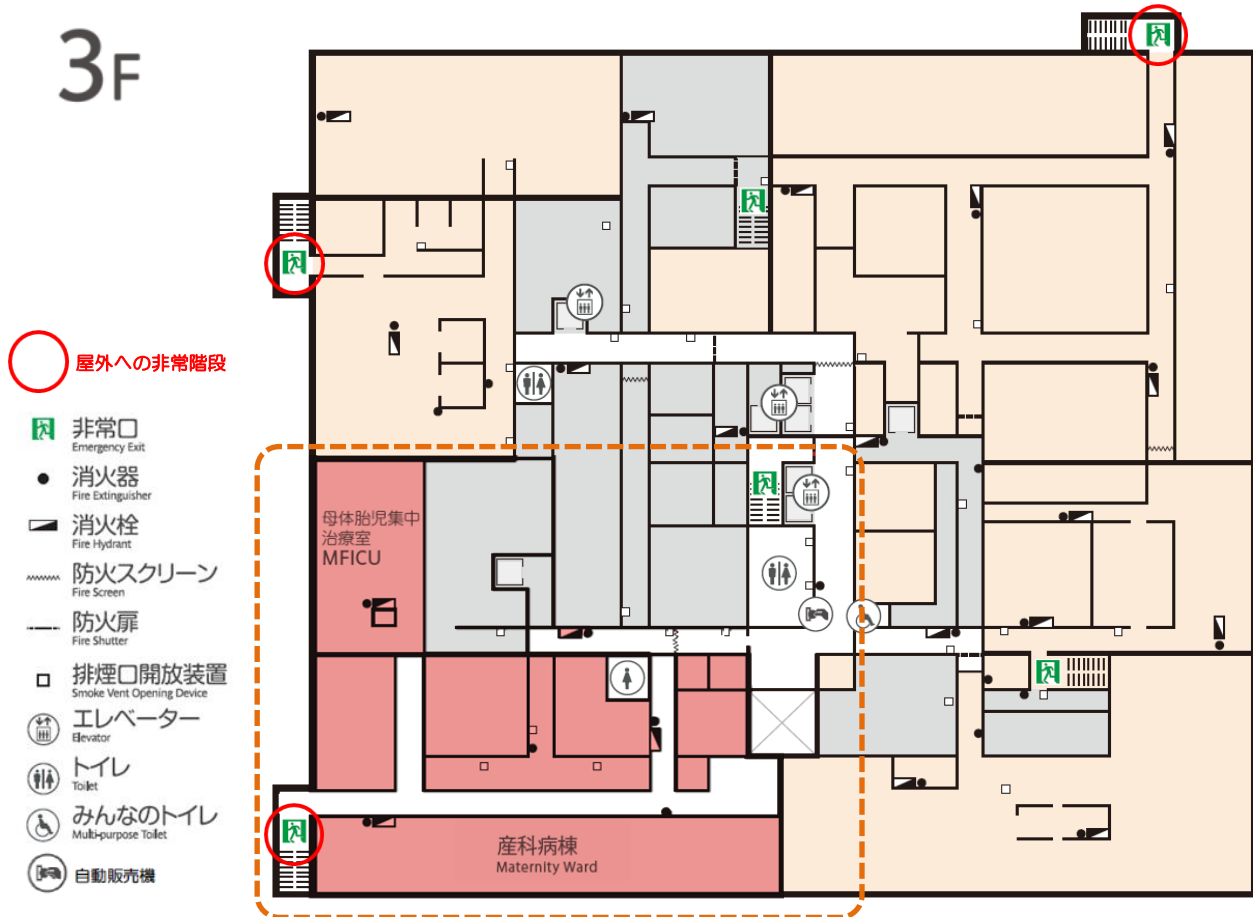 3F
屋外への非常階段
非常口
Emergency Exit
消火器
Fire Extinguisher
消火栓
Fire Hydrant
防火スクリーン
Fire Screen
防火扉
Fire Shutter
排煙口開放装置
Smoke Vent Opening Device
エレベーター
Elevator
トイレ
Toilet
みんなのトイレ
Multi-purpose Toilet
自動販売機
母体胎児集中
治療室
MFICU
産科病棟
Maternity Ward